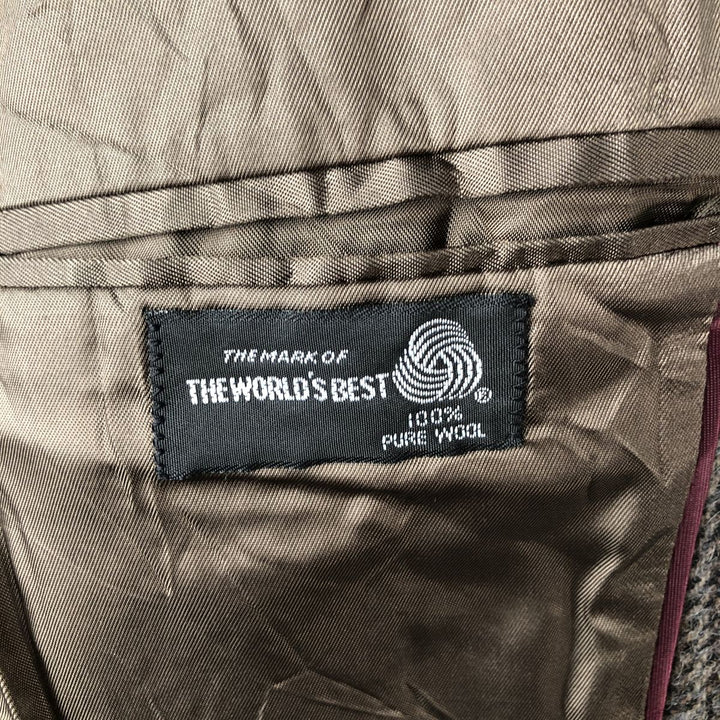 THE MARK OF
THE WORLD'S BEST
®
100%
PURE WOOL